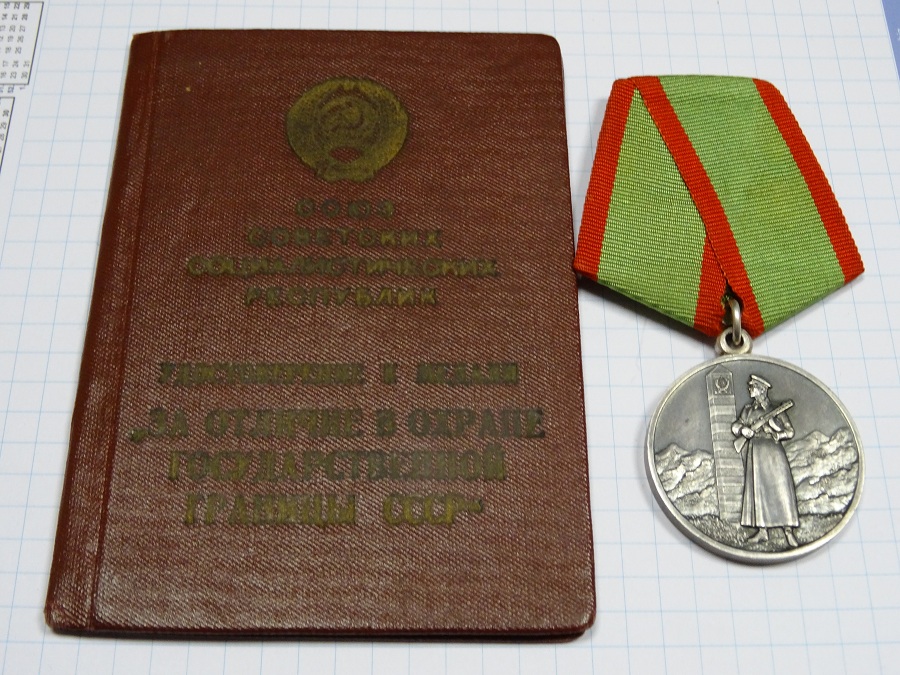 СОЮЗ
СОВЕТСКИХ
СОЦИАЛИСТИЧЕСКИХ
РЕСПУБЛИК
УДОСТОВЕРЕНИЕ К МЕДАЛИ
„ЗА ОТЛИЧИЕ В ОХРАНЕ
ГОСУДАРСТВЕННОЙ
ГРАНИЦЫ СССР“